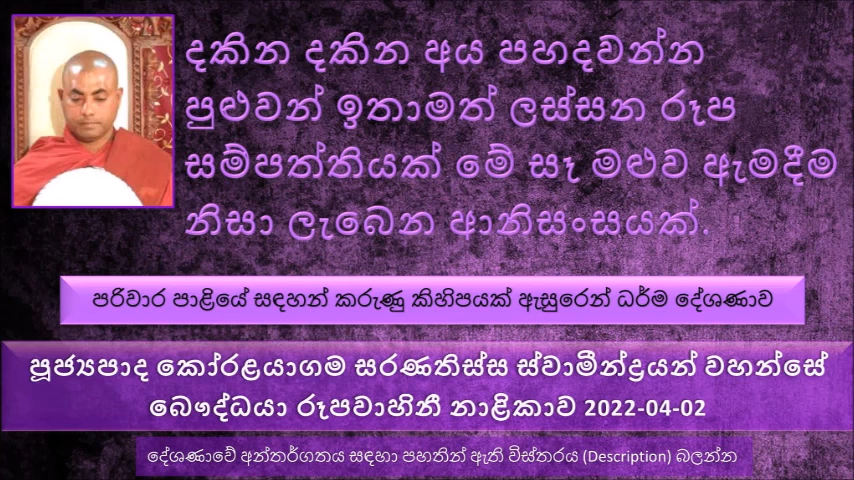 දකින දකින අය පහදවන්න
පුළුවන් ඉතාමත් ලස්සන රූප
සම්පත්තියක් මේ සෑ මළුව ඇමදීම
නිසා ලැබෙන ආනිසංසයක්.
පරිවාර පාළියේ සඳහන් කරුණු කිහිපයක් ඇසුරෙන් ධර්ම දේශණාව
පූජ්‍යපාද කෝරළයාගම සරණතිස්ස ස්වාමීන්ද්‍රයන් වහන්සේ
බෞද්ධයා රූපවාහිනී නාළිකාව 2022-04-02
දේශණාවේ අන්තර්ගතය සඳහා පහතින් ඇති විස්තරය (Description) බලන්න